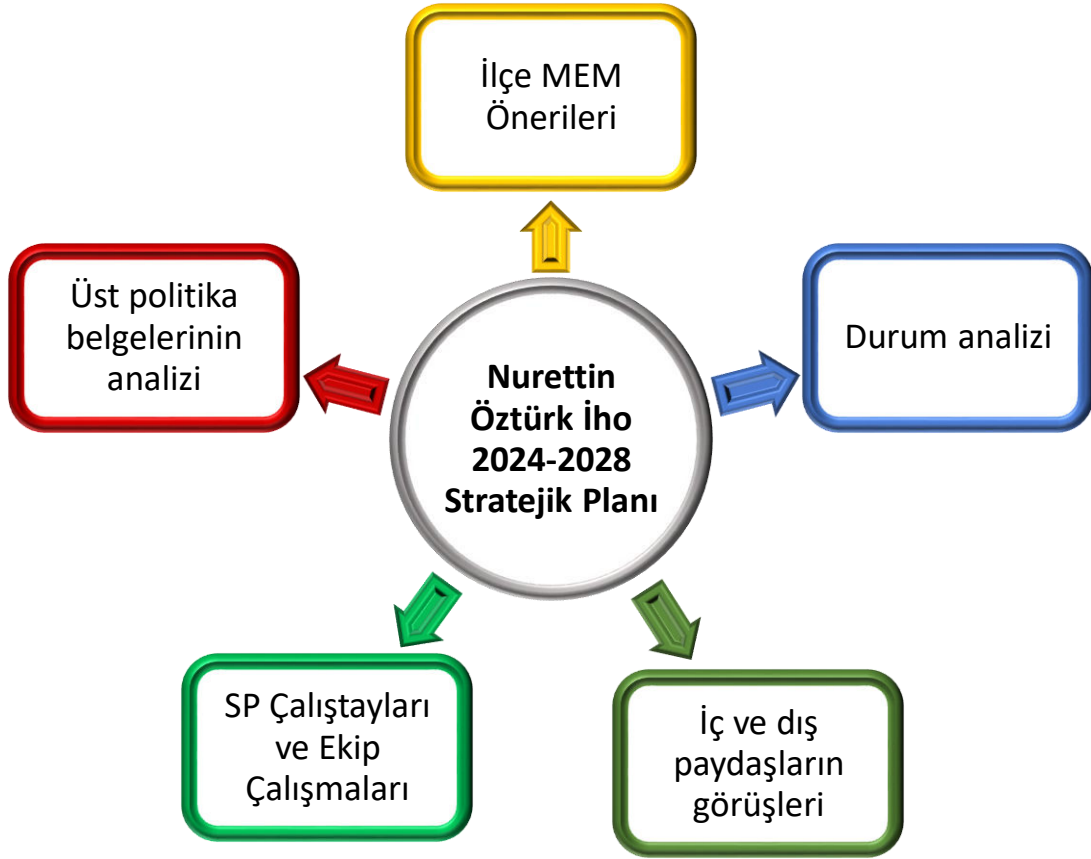 İlçe MEM
Önerileri
Üst politika
belgelerinin
analizi
Durum analizi
Nurettin
Öztürk İho
2024-2028
Stratejik Planı
SP Çalıştayları
ve Ekip
Çalışmaları
İç ve dış
paydaşların
görüşleri